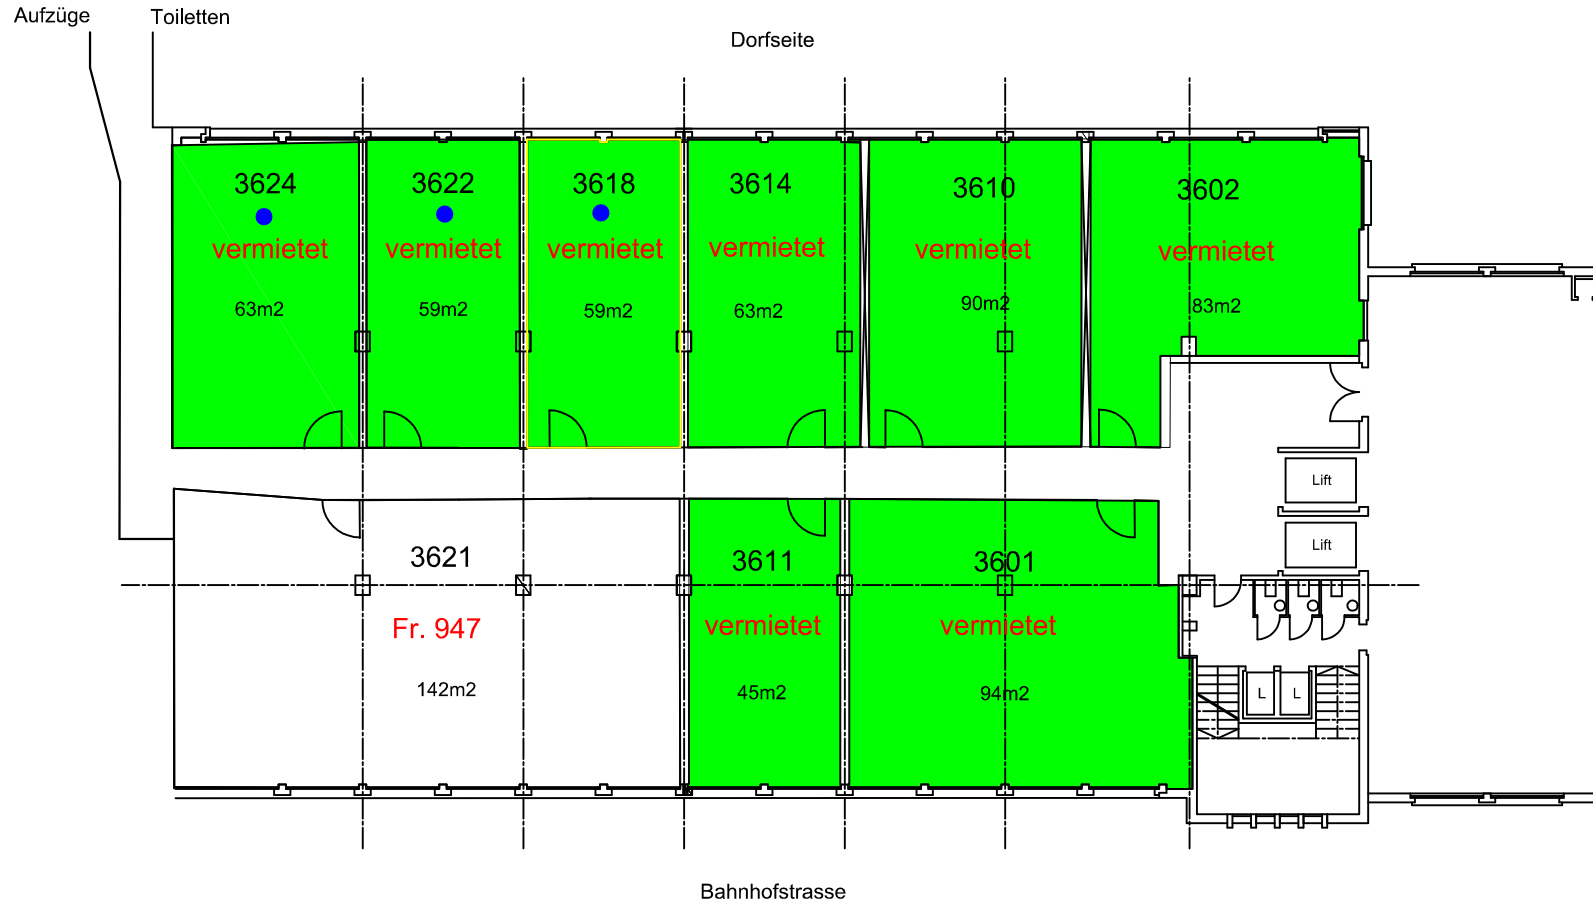 Aufzüge
Toiletten
Dorfseite
3624
vermietet
63m2
3622
vermietet
59m2
3618
vermietet
59m2
3614
vermietet
63m2
3610
vermietet
90m2
3602
vermietet
83m2
Lift
Lift
3621
Fr. 947
142m2
3611
vermietet
45m2
3601
vermietet
94m2
L
L
Bahnhofstrasse